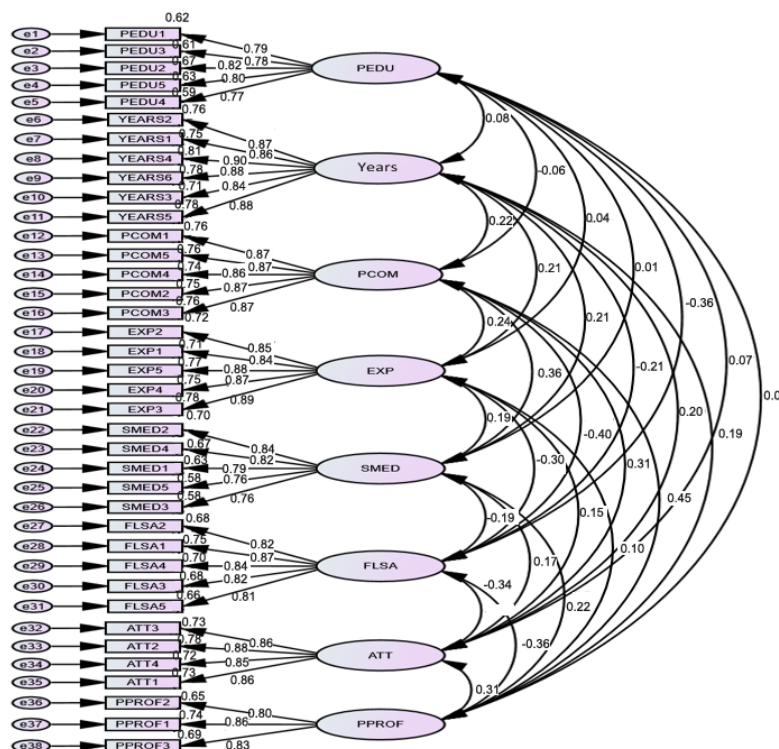 0.62
e1 PEDU1
0.61
e2 PEDU3 0.79
0.67 0.78
e3 PEDU2 0.82 PEDU
0.63 0.80
e4 PEDU5
0.59 0.77
e5 PEDU4
0.76
e6 YEARS2 0.08
0.75 0.87
e7 YEARS1 0.86
0.81 0.90
e8 YEARS4 -0.06
0.78 0.88 Years
e9 YEARS6
0.71 0.84
e10 YEARS3
0.78 0.88
e11 YEARS5 0.22 0.04
0.76
e12 PCOM1
0.76 0.87
e13 PCOM5 0.87 0.21 0.01
0.74 0.86 PCOM
e14 PCOM4
0.75 0.87
e15 PCOM2
0.76 0.87
e16 PCOM3 -0.36
0.72 0.24 0.21
e17 EXP2
0.71 0.85
e18 EXP1 0.84
0.77 0.88 0.36 -0.21 0.07
e19 EXP5 EXP
0.75 0.87
e20 EXP4
0.78 0.89
e21 EXP3 0.0
0.70 0.19 0.20
e22 SMED2 0.84 -0.40 0.19
0.67 0.82
e23 SMED4
0.63 0.79 0.31
e24 SMED1 -0.30 SMED
0.58 0.76
e25 SMED5
0.58 0.76
e26 SMED3 0.45
0.68 -0.19 0.15
e27 FLSA2
0.75 0.82
e28 FLSA1 0.87 0.10
0.70 0.84 0.17
e29 FLSA4 FLSA
0.68 0.82
e30 FLSA3 -0.34
0.66 0.81
e31 FLSA5 0.22
0.73
e32 ATT3
0.78 0.86 -0.36
e33 ATT2 0.88
0.72 0.85 ATT
e34 ATT4
0.73 0.86
e35 ATT1 0.31
0.65
e36 PPROF2 0.80
0.74
e37 PPROF1 0.86 PPROF
0.69
e38 PPROF3 0.83